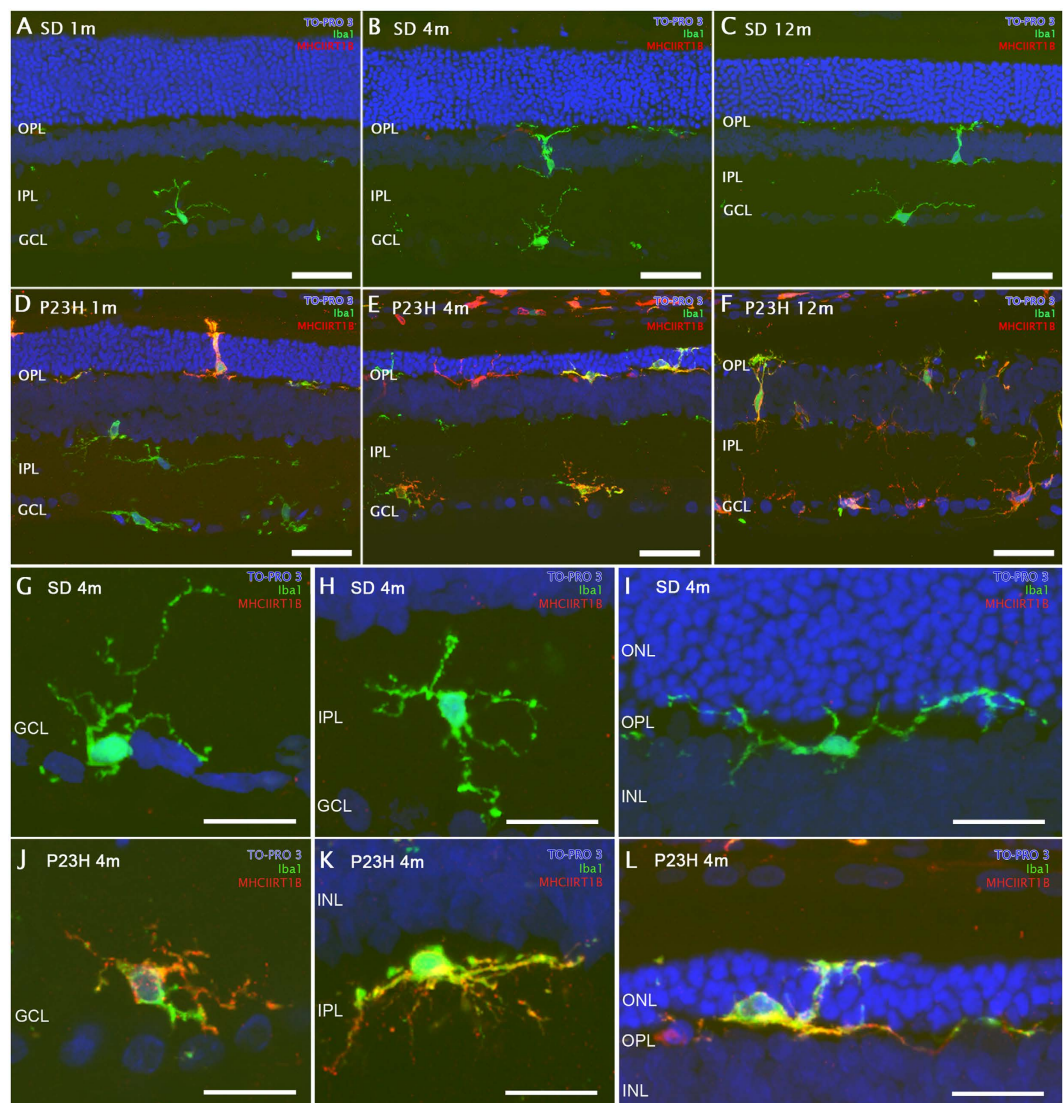 A SD 1m
TO-PRO 3
Iba1
MHCIIRT1B
OPL
IPL
GCL
B SD 4m
TO-PRO 3
Iba1
MHCIIRT1B
OPL
IPL
GCL
C SD 12m
TO-PRO 3
Iba1
MHCIIRT1B
OPL
IPL
GCL
D P23H 1m
TO-PRO 3
Iba1
MHCIIRT1B
OPL
IPL
GCL
E P23H 4m
TO-PRO 3
Iba1
MHCIIRT1B
OPL
IPL
GCL
F P23H 12m
TO-PRO 3
Iba1
MHCIIRT1B
OPL
IPL
GCL
G SD 4m
TO-PRO 3
Iba1
MHCIIRT1B
GCL
H SD 4m
TO-PRO 3
Iba1
MHCIIRT1B
IPL
GCL
I SD 4m
TO-PRO 3
Iba1
MHCIIRT1B
ONL
OPL
INL
J P23H 4m
TO-PRO 3
Iba1
MHCIIRT1B
GCL
K P23H 4m
TO-PRO 3
Iba1
MHCIIRT1B
INL
IPL
L P23H 4m
TO-PRO 3
Iba1
MHCIIRT1B
ONL
OPL
INL